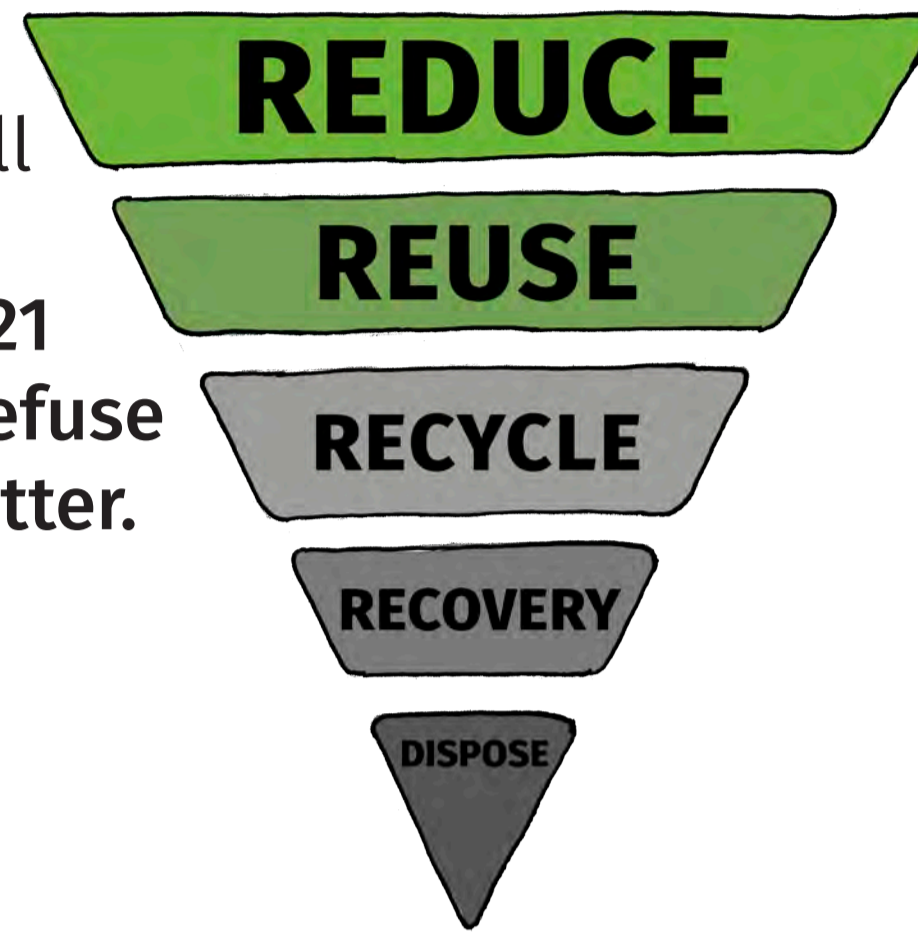 REDUCE
ll
REUSE
21
efuse
RECYCLE
tter.
RECOVERY
DISPOSE